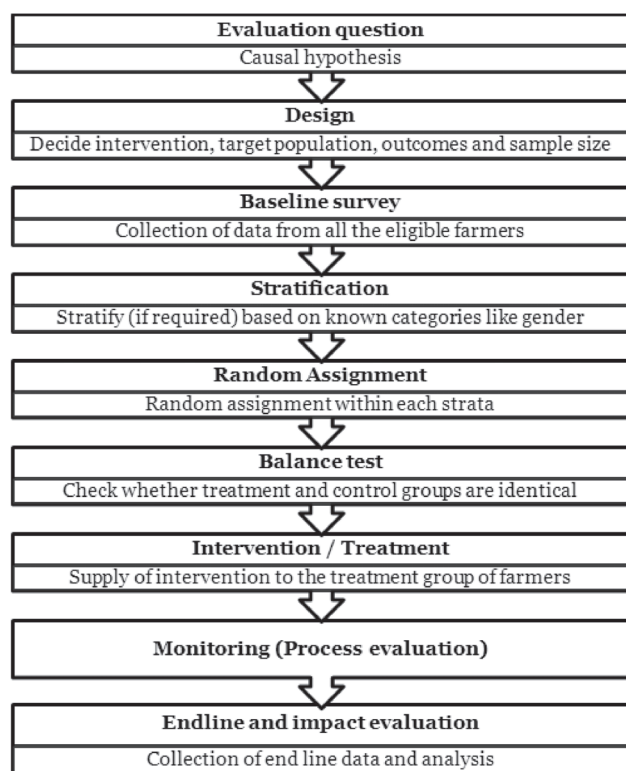 Evaluation question
Causal hypothesis
Design
Decide intervention, target population, outcomes and sample size
Baseline survey
Collection of data from all the eligible farmers
Stratification
Stratify (if required) based on known categories like gender
Random Assignment
Random assignment within each strata
Balance test
Check whether treatment and control groups are identical
Intervention / Treatment
Supply of intervention to the treatment group of farmers
Monitoring (Process evaluation)
Endline and impact evaluation
Collection of end line data and analysis